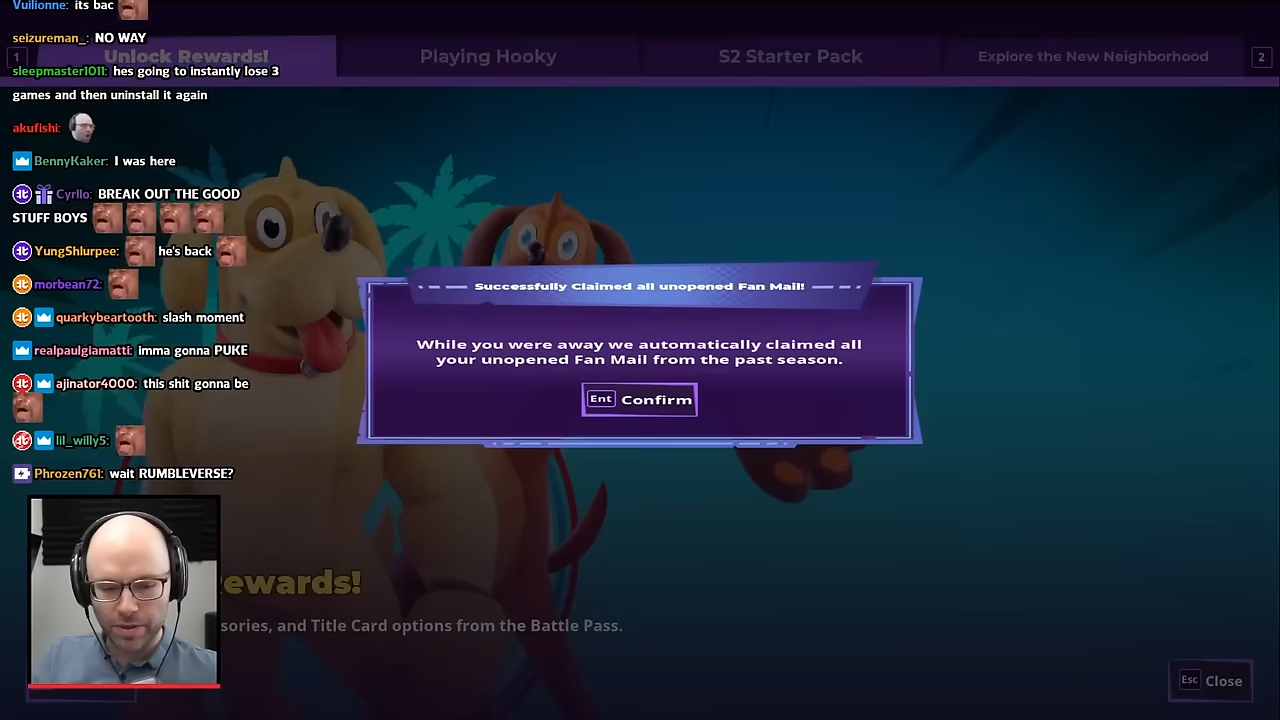 Vuilionne: its bac
seizureman_: NO WAY
sleepmaster1011: hes going to instantly lose 3
games and then uninstall it again
akufishi:
BennyKaker: I was here
Cyrllo: BREAK OUT THE GOOD
STUFF BOYS
YungShlurpee: he's back
morbean72:
quarkybeartooth: slash moment
realpaulgiamatti: imma gonna PUKE
ajinator4000: this shit gonna be
lil_willy5:
Phrozen761: wait RUMBLEVERSE?
1
Unlock Rewards!
Playing Hooky
S2 Starter Pack
Explore the New Neighborhood
2
Successfully Claimed all unopened Fan Mail!
While you were away we automatically claimed all
your unopened Fan Mail from the past season.
Ent Confirm
ewards!
sories, and Title Card options from the Battle Pass.
Esc Close